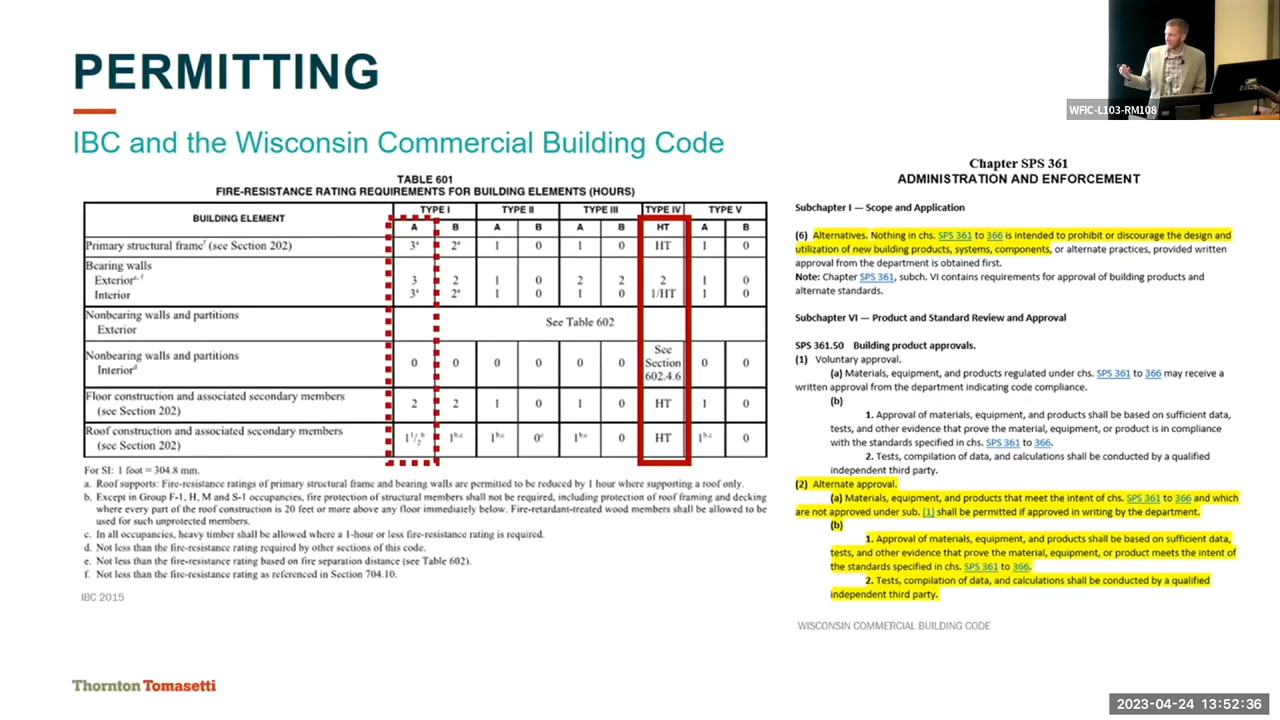 PERMITTING
WFIC-L103-RM108
IBC and the Wisconsin Commercial Building Code
TABLE 601
FIRE-RESISTANCE RATING REQUIREMENTS FOR BUILDING ELEMENTS (HOURS)
BUILDING ELEMENT TYPE I TYPE II TYPE III TYPE IV TYPE V
A B A B A B HT A B
Primary structural frameᶠ (see Section 202) 3ᵃ 2ᵃ 1 0 1 0 HT 1 0
Bearing walls
Exteriorᵉ, ᶠ 3 2 1 0 2 2 2 1 0
Interior 3ᵃ 2ᵃ 1 0 1 0 1/HT 1 0
Nonbearing walls and partitions
Exterior
See Table 602
Nonbearing walls and partitions
Interiorᵈ 0 0 0 0 0 0 See Section 602.4.6 0 0
Floor construction and associated secondary members
(see Section 202) 2 2 1 0 1 0 HT 1 0
Roof construction and associated secondary members
(see Section 202) 1 1/2ᵇ 1ᵇ,ᶜ 1ᵇ,ᶜ 0ᶜ 1ᵇ,ᶜ 0 HT 1ᵇ,ᶜ 0
For SI: 1 foot = 304.8 mm.
a. Roof supports: Fire-resistance ratings of primary structural frame and bearing walls are permitted to be reduced by 1 hour where supporting a roof only.
b. Except in Group F-1, H, M and S-1 occupancies, fire protection of structural members shall not be required, including protection of roof framing and decking
where every part of the roof construction is 20 feet or more above any floor immediately below. Fire-retardant-treated wood members shall be allowed to be
used for such unprotected members.
c. In all occupancies, heavy timber shall be allowed where a 1-hour or less fire-resistance rating is required.
d. Not less than the fire-resistance rating required by other sections of this code.
e. Not less than the fire-resistance rating based on fire separation distance (see Table 602).
f. Not less than the fire-resistance rating as referenced in Section 704.10.
IBC 2015
Chapter SPS 361
ADMINISTRATION AND ENFORCEMENT
Subchapter I — Scope and Application
(6) Alternatives. Nothing in chs. SPS 361 to 366 is intended to prohibit or discourage the design and
utilization of new building products, systems, components, or alternate practices, provided written
approval from the department is obtained first.
Note: Chapter SPS 361, subch. VI contains requirements for approval of building products and
alternate standards.
Subchapter VI — Product and Standard Review and Approval
SPS 361.50 Building product approvals.
(1) Voluntary approval.
(a) Materials, equipment, and products regulated under chs. SPS 361 to 366 may receive a
written approval from the department indicating code compliance.
(b)
1. Approval of materials, equipment, and products shall be based on sufficient data,
tests, and other evidence that prove the material, equipment, or product is in compliance
with the standards specified in chs. SPS 361 to 366.
2. Tests, compilation of data, and calculations shall be conducted by a qualified
independent third party.
(2) Alternate approval.
(a) Materials, equipment, and products that meet the intent of chs. SPS 361 to 366 and which
are not approved under sub. (1) shall be permitted if approved in writing by the department.
(b)
1. Approval of materials, equipment, and products shall be based on sufficient data,
tests, and other evidence that prove the material, equipment, or product meets the intent of
the standards specified in chs. SPS 361 to 366.
2. Tests, compilation of data, and calculations shall be conducted by a qualified
independent third party.
WISCONSIN COMMERCIAL BUILDING CODE
Thornton Tomasetti
2023-04-24 13:52:36